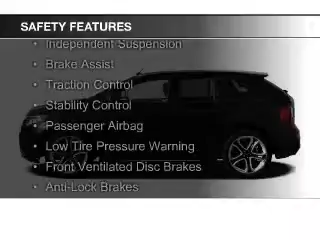 SAFETY FEATURES
• Independent Suspension
• Brake Assist
• Traction Control
• Stability Control
• Passenger Airbag
• Low Tire Pressure Warning
• Front Ventilated Disc Brakes
• Anti-Lock Brakes